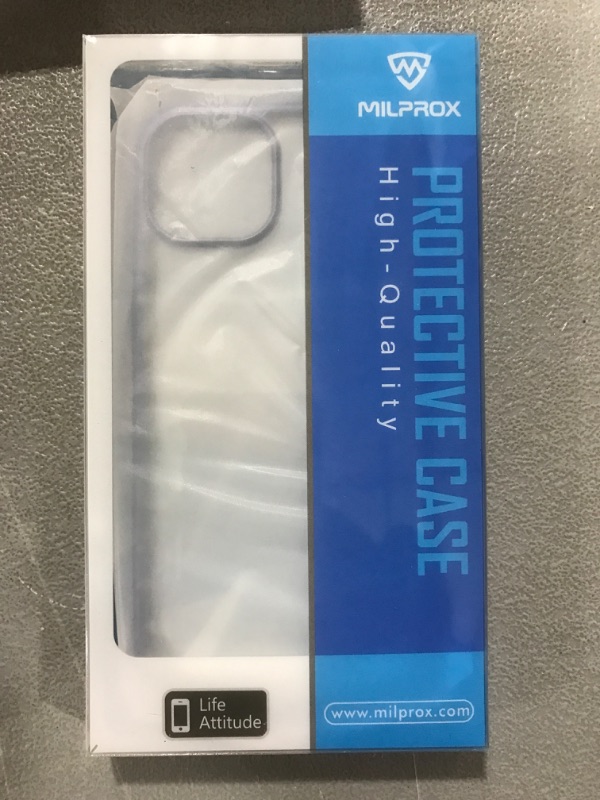 MILPROX
PROTECTIVE CASE
High-Quality
Life
Attitude
www.milprox.com